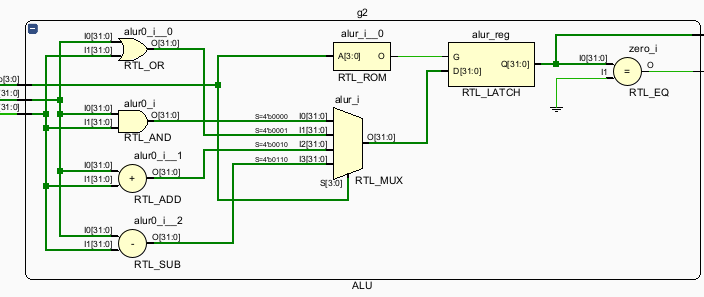 g2
alur0_i__0
I0[31:0]
I1[31:0]
O[31:0]
RTL_OR
alur_i__0
A[3:0]
O
RTL_ROM
alur_reg
G
D[31:0]
Q[31:0]
RTL_LATCH
zero_i
I0[31:0]
I1
=
O
RTL_EQ
[3:0]
31:0]
31:0]
alur0_i
I0[31:0]
I1[31:0]
O[31:0]
RTL_AND
alur_i
S=4'b0000
I0[31:0]
S=4'b0001
I1[31:0]
S=4'b0010
I2[31:0]
S=4'b0110
I3[31:0]
O[31:0]
S[3:0]
RTL_MUX
alur0_i__1
I0[31:0]
I1[31:0]
+
O[31:0]
RTL_ADD
alur0_i__2
I0[31:0]
I1[31:0]
-
O[31:0]
RTL_SUB
ALU